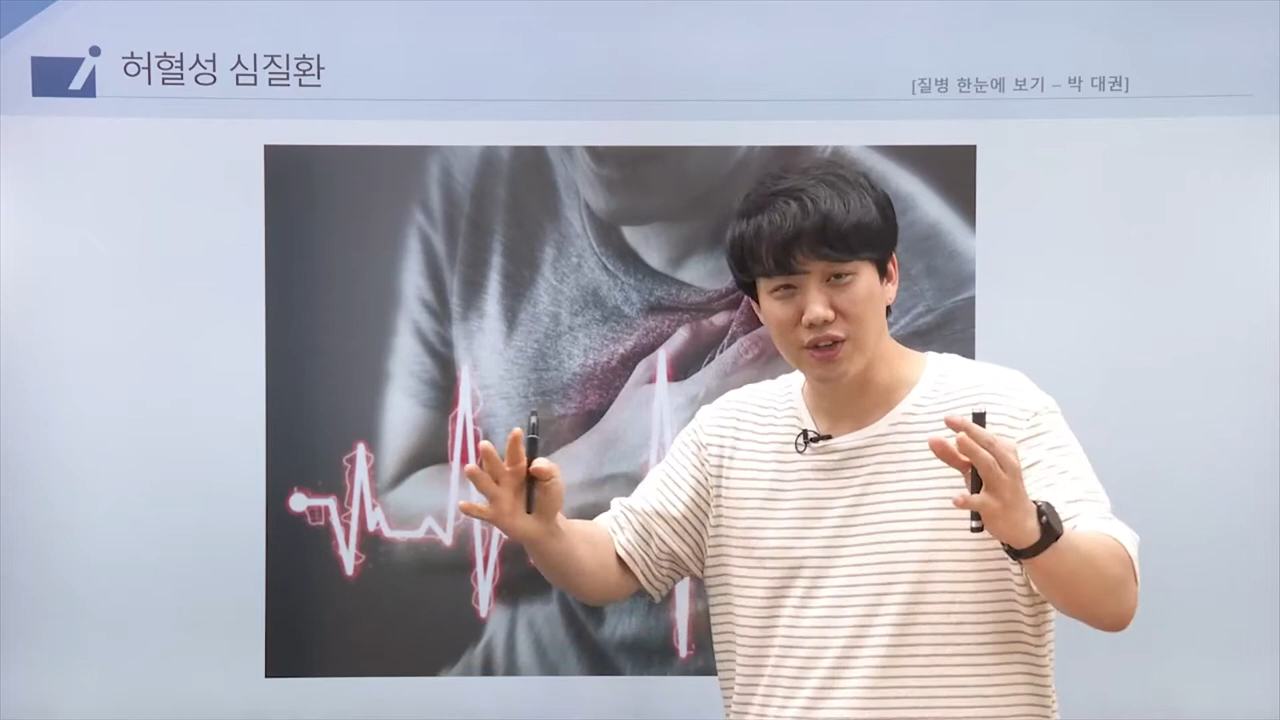 허혈성 심질환
[질병 한눈에 보기 – 박 대권]